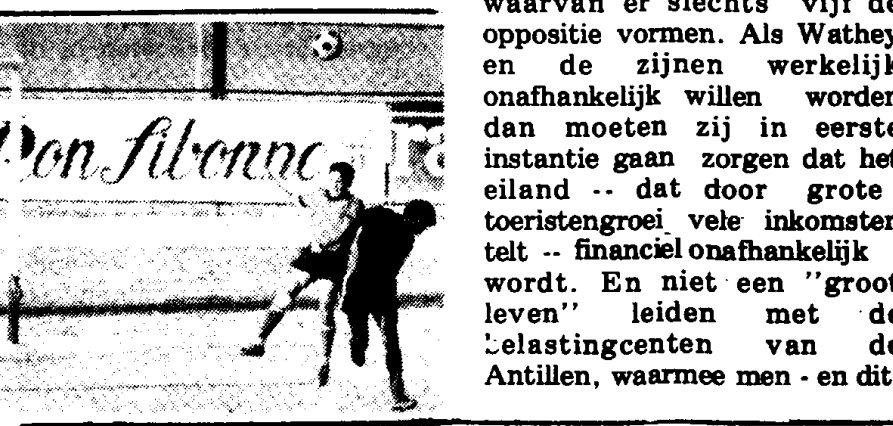 Don Sibonne
waarvan er slechts vijf de
oppositie vormen. Als Wathey
en de zijnen werkelijk
onafhankelijk willen worden
dan moeten zij in eerste
instantie gaan zorgen dat het
eiland -- dat door grote
toeristengroei vele inkomsten
telt -- financiel onafhankelijk
wordt. En niet een "groot
leven" leiden met de
belastingcenten van de
Antillen, waarmee men - en dit